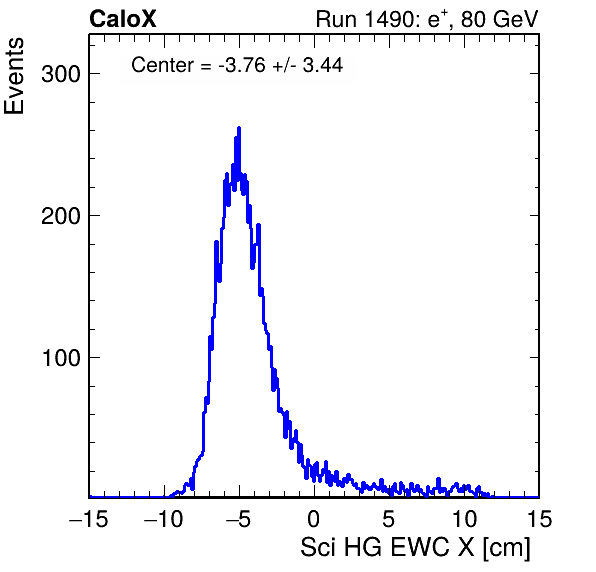 CaloX Run 1490: e⁺, 80 GeV
Events
Center = -3.76 +/- 3.44
300
200
100
−15 −10 −5 0 5 10 15
Sci HG EWC X [cm]